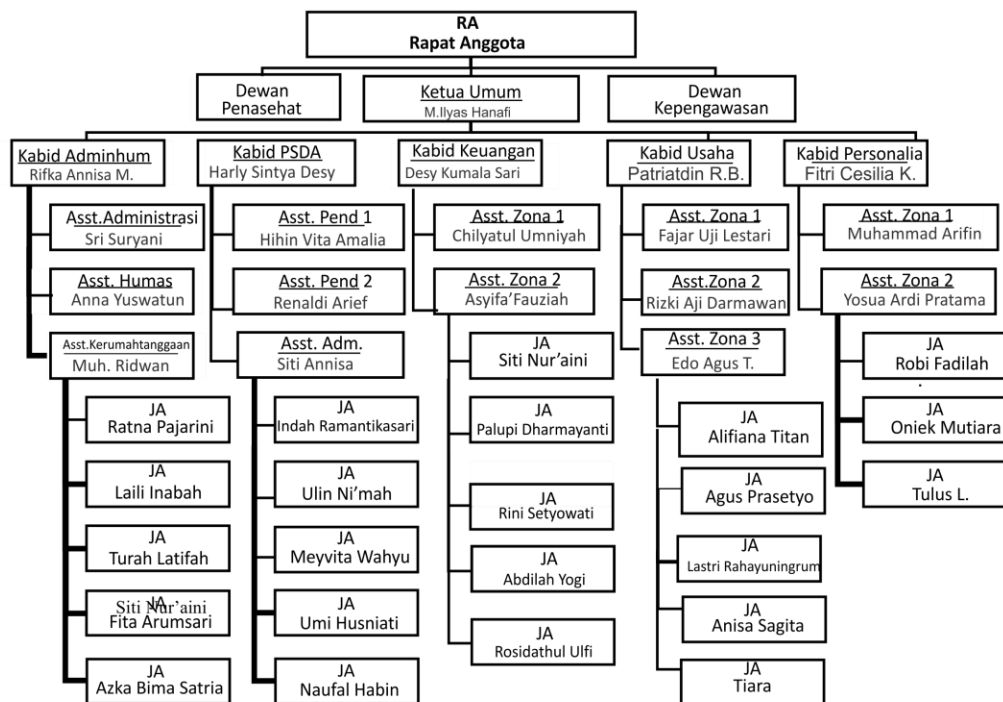 RA
Rapat Anggota
Dewan
Penasehat
Ketua Umum
M.Ilyas Hanafi
Dewan
Kepengawasan
Kabid Adminhum
Rifka Annisa M.
Kabid PSDA
Harly Sintya Desy
Kabid Keuangan
Desy Kumala Sari
Kabid Usaha
Patriatdin R.B.
Kabid Personalia
Fitri Cesilia K.
Asst.Administrasi
Sri Suryani
Asst. Humas
Anna Yuswatun
Asst.Kerumahtanggaan
Muh. Ridwan
JA
Ratna Pajarini
JA
Laili Inabah
JA
Turah Latifah
JA
Siti Nur'aini
Fita Arumsari
JA
Azka Bima Satria
Asst. Pend 1
Hihin Vita Amalia
Asst. Pend 2
Renaldi Arief
Asst. Adm.
Siti Annisa
JA
Indah Ramantikasari
JA
Ulin Ni’mah
JA
Meyvita Wahyu
JA
Umi Husniati
JA
Naufal Habin
Asst. Zona 1
Chilyatul Umniyah
Asst. Zona 2
Asyifa’Fauziah
JA
Siti Nur’aini
JA
Palupi Dharmayanti
JA
Rini Setyowati
JA
Abdilah Yogi
JA
Rosidathul Ulfi
Asst. Zona 1
Fajar Uji Lestari
Asst.Zona 2
Rizki Aji Darmawan
Asst. Zona 3
Edo Agus T.
JA
Alifiana Titan
JA
Agus Prasetyo
JA
Lastri Rahayuningrum
JA
Anisa Sagita
JA
Tiara
Asst. Zona 1
Muhammad Arifin
Asst. Zona 2
Yosua Ardi Pratama
JA
Robi Fadilah
.
JA
Oniek Mutiara
JA
Tulus L.